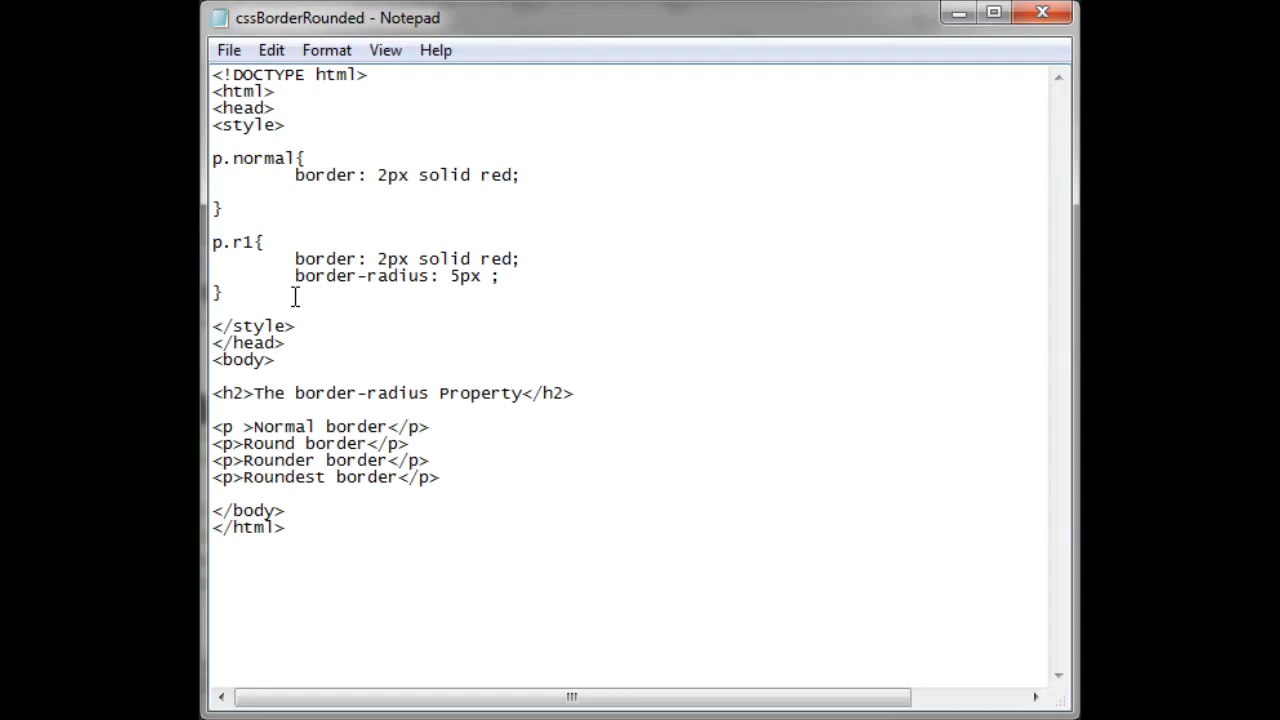 cssBorderRounded - Notepad
File Edit Format View Help
<!DOCTYPE html>
<html>
<head>
<style>
p.normal{
border: 2px solid red;
}
p.r1{
border: 2px solid red;
border-radius: 5px ;
}
</style>
</head>
<body>
<h2>The border-radius Property</h2>
<p >Normal border</p>
<p>Round border</p>
<p>Rounder border</p>
<p>Roundest border</p>
</body>
</html>